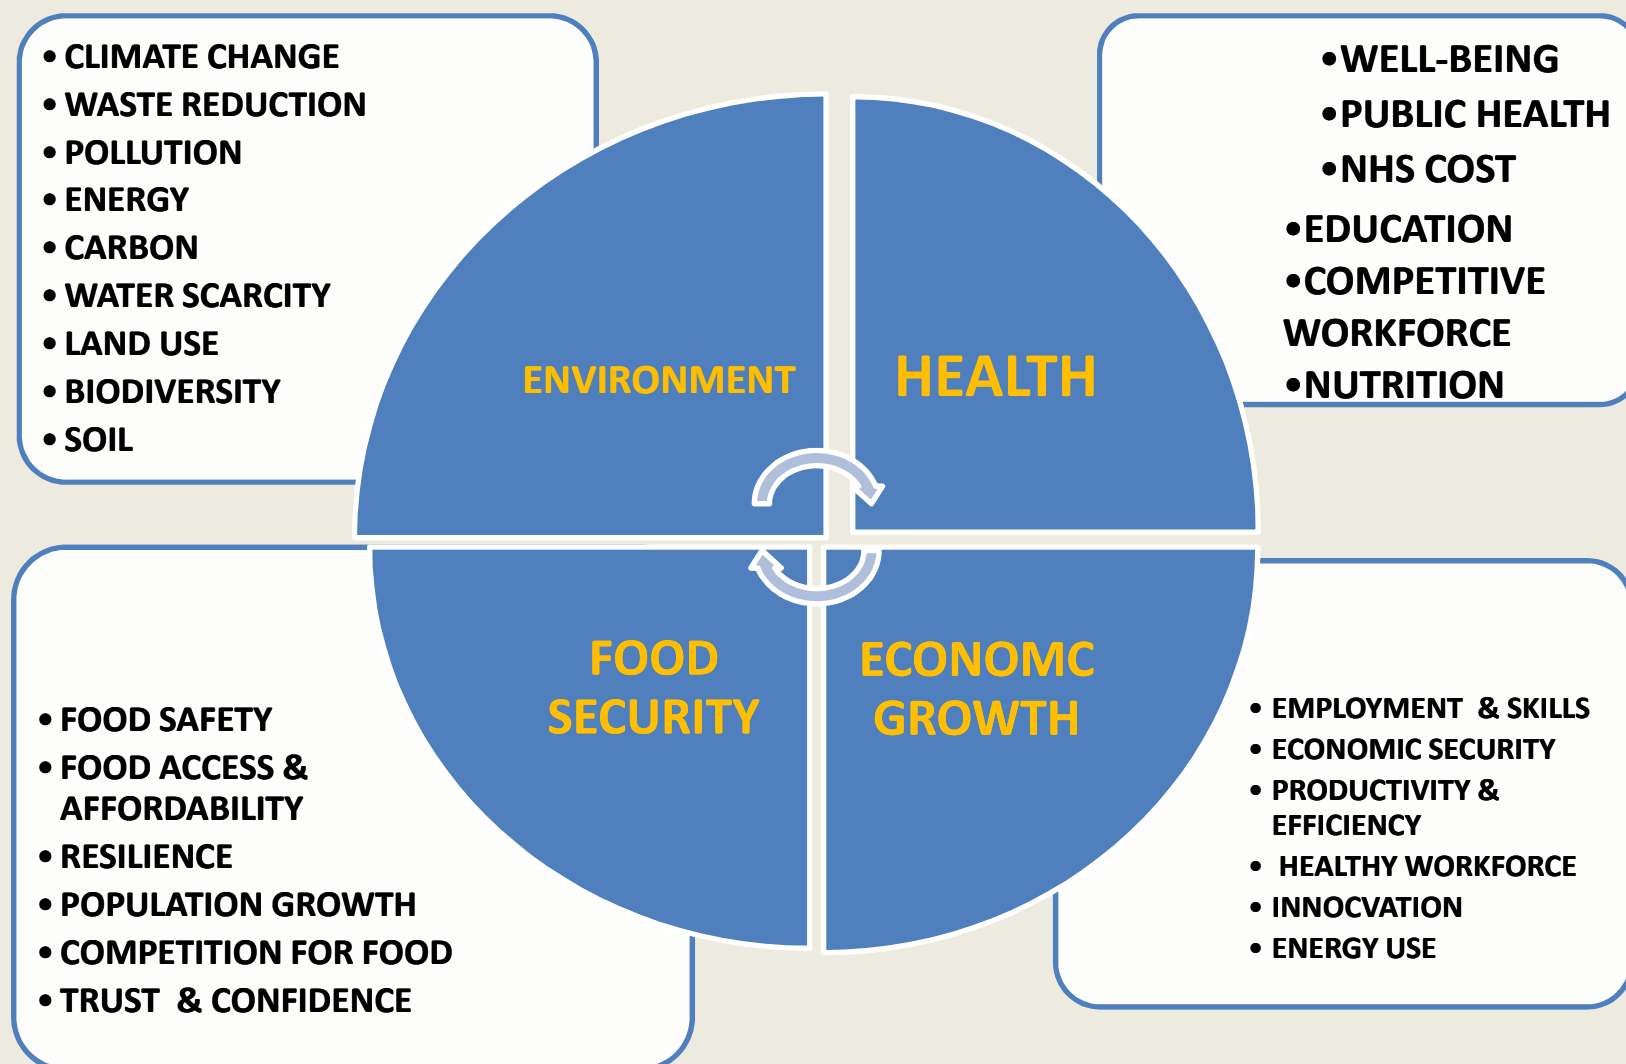 • CLIMATE CHANGE
• WASTE REDUCTION
• POLLUTION
• ENERGY
• CARBON
• WATER SCARCITY
• LAND USE
• BIODIVERSITY
• SOIL
•WELL-BEING
•PUBLIC HEALTH
•NHS COST
•EDUCATION
•COMPETITIVE
WORKFORCE
•NUTRITION
ENVIRONMENT
HEALTH
FOOD
SECURITY
ECONOMC
GROWTH
• FOOD SAFETY
• FOOD ACCESS &
AFFORDABILITY
• RESILIENCE
• POPULATION GROWTH
• COMPETITION FOR FOOD
• TRUST & CONFIDENCE
• EMPLOYMENT & SKILLS
• ECONOMIC SECURITY
• PRODUCTIVITY &
EFFICIENCY
• HEALTHY WORKFORCE
• INNOCVATION
• ENERGY USE